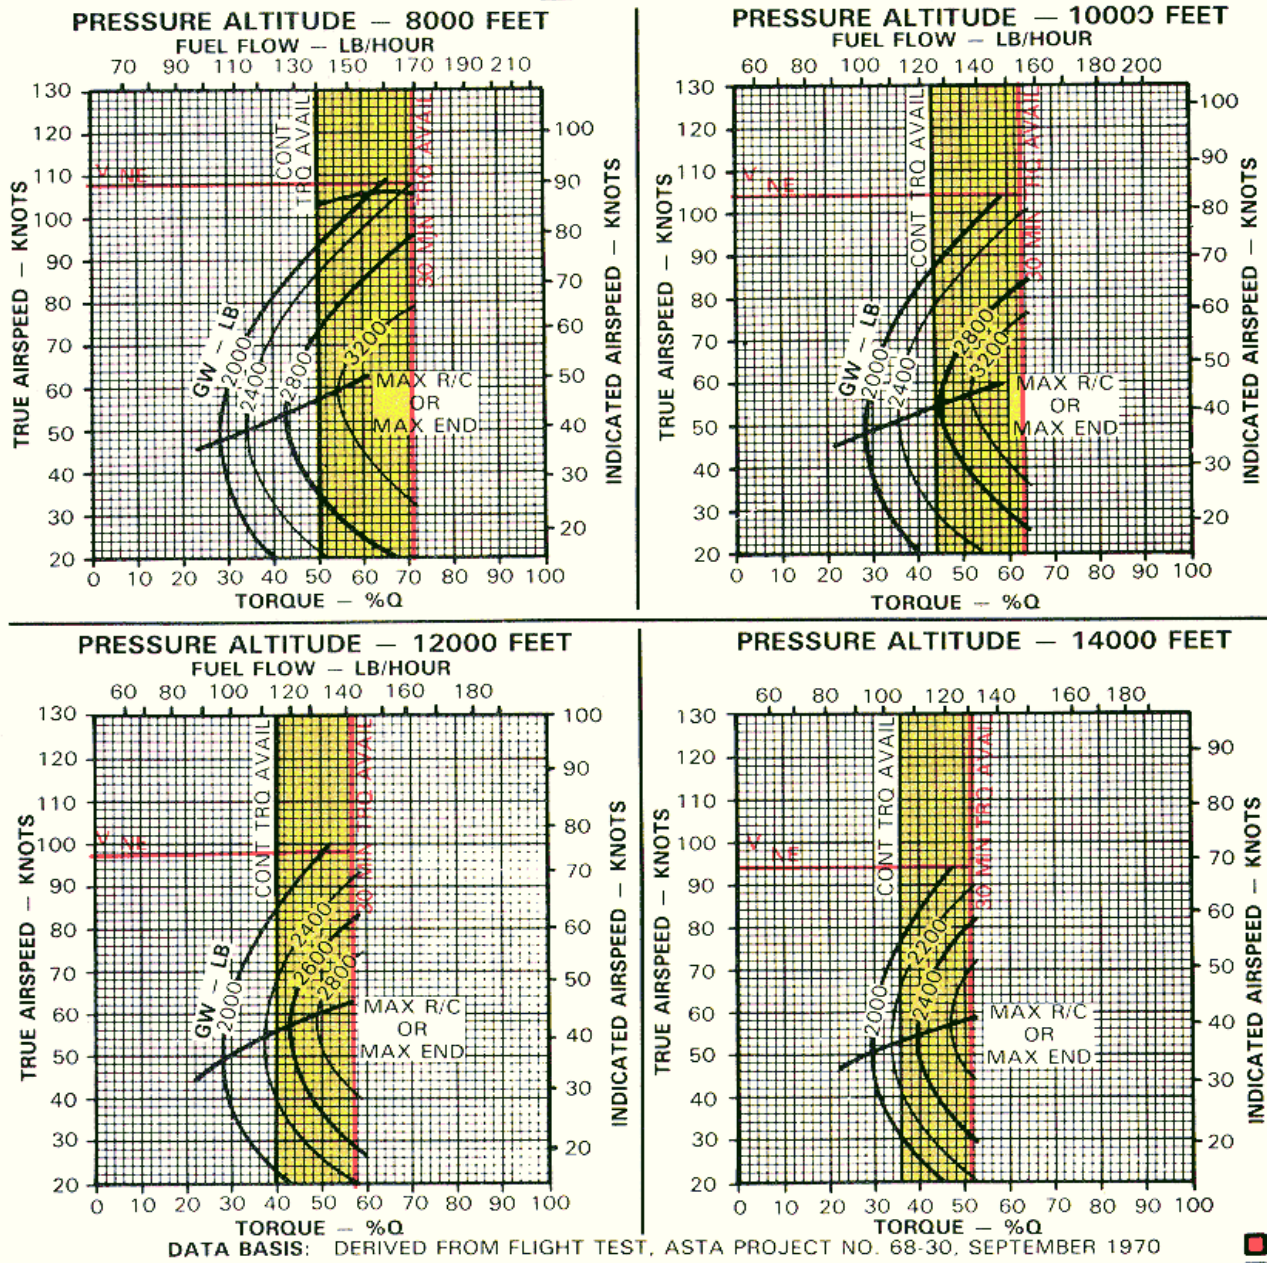 PRESSURE ALTITUDE — 8000 FEET
FUEL FLOW — LB/HOUR
70 90 110 130 150 170 190 210
130
120
110
100
90
80
70
60
50
40
30
20
TRUE AIRSPEED — KNOTS
100
90
80
70
60
50
40
30
20
INDICATED AIRSPEED — KNOTS
V NE
CONT
TRQ AVAIL
30 MIN TRQ AVAIL
GW — LB
2000
2400
2800
3200
MAX R/C
OR
MAX END
0 10 20 30 40 50 60 70 80 90 100
TORQUE — %Q
PRESSURE ALTITUDE — 10000 FEET
FUEL FLOW — LB/HOUR
60 80 100 120 140 160 180 200
130
120
110
100
90
80
70
60
50
40
30
20
TRUE AIRSPEED — KNOTS
100
90
80
70
60
50
40
30
20
INDICATED AIRSPEED — KNOTS
V NE
CONT TRQ AVAIL
30 MIN TRQ AVAIL
GW — LB
2000
2400
2800
3200
MAX R/C
OR
MAX END
0 10 20 30 40 50 60 70 80 90 100
TORQUE — %Q
PRESSURE ALTITUDE — 12000 FEET
FUEL FLOW — LB/HOUR
60 80 100 120 140 160 180
130
120
110
100
90
80
70
60
50
40
30
20
TRUE AIRSPEED — KNOTS
100
90
80
70
60
50
40
30
20
INDICATED AIRSPEED — KNOTS
V NE
CONT TRQ AVAIL
30 MIN TRQ AVAIL
GW — LB
2000
2400
2600
2800
MAX R/C
OR
MAX END
0 10 20 30 40 50 60 70 80 90 100
TORQUE — %Q
PRESSURE ALTITUDE — 14000 FEET
60 80 100 120 140 160 180
130
120
110
100
90
80
70
60
50
40
30
20
TRUE AIRSPEED — KNOTS
90
80
70
60
50
40
30
20
INDICATED AIRSPEED — KNOTS
V NE
CONT TRQ AVAIL
30 MIN TRQ AVAIL
2000
2200
2400
MAX R/C
OR
MAX END
0 10 20 30 40 50 60 70 80 90 100
TORQUE — %Q
DATA BASIS: DERIVED FROM FLIGHT TEST, ASTA PROJECT NO. 68-30, SEPTEMBER 1970